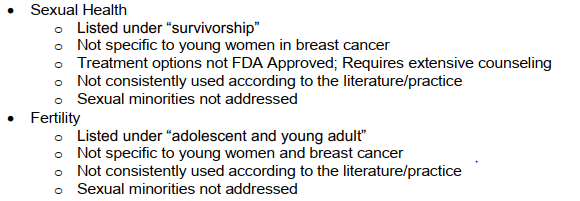 • Sexual Health
o Listed under “survivorship”
o Not specific to young women in breast cancer
o Treatment options not FDA Approved; Requires extensive counseling
o Not consistently used according to the literature/practice
o Sexual minorities not addressed
• Fertility
o Listed under “adolescent and young adult”
o Not specific to young women and breast cancer
o Not consistently used according to the literature/practice
o Sexual minorities not addressed